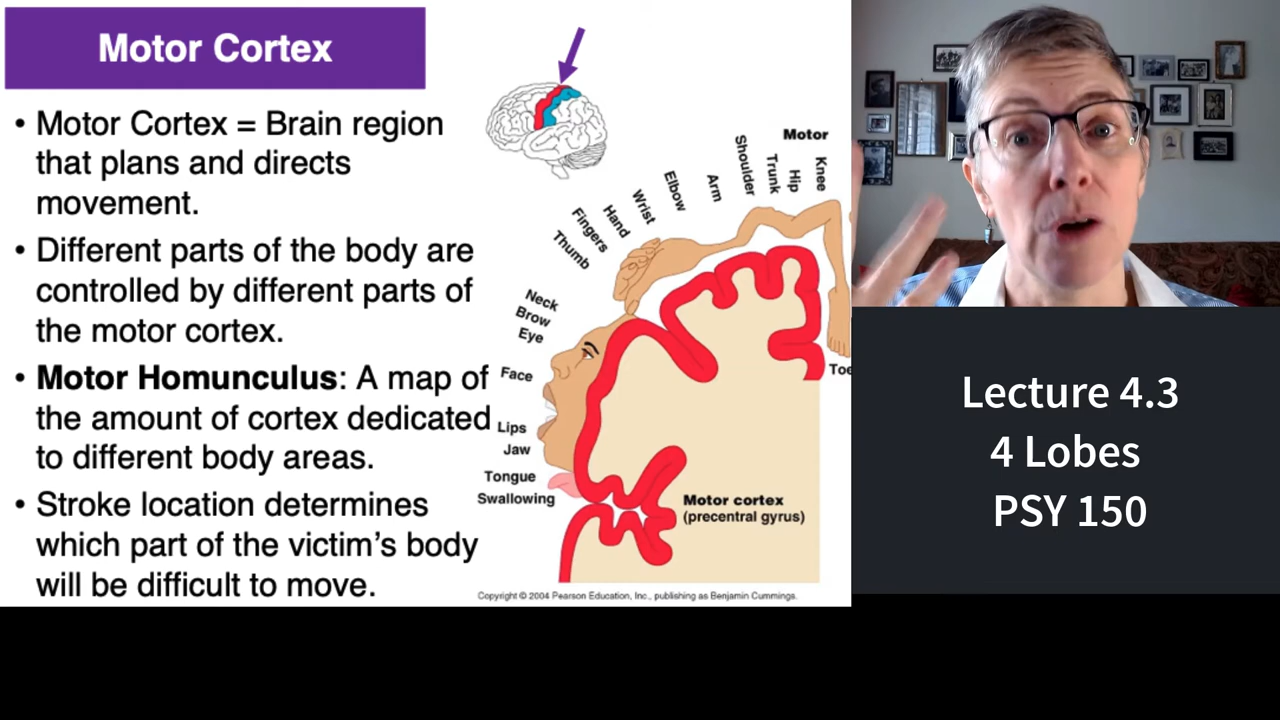 Motor Cortex
• Motor Cortex = Brain region
that plans and directs
movement.
• Different parts of the body are
controlled by different parts of
the motor cortex.
• Motor Homunculus: A map of
the amount of cortex dedicated
to different body areas.
• Stroke location determines
which part of the victim's body
will be difficult to move.
Motor
Knee
Hip
Trunk
Shoulder
Arm
Elbow
Wrist
Hand
Fingers
Thumb
Neck
Brow
Eye
Face
Lips
Jaw
Tongue
Swallowing
Toe
Motor cortex
(precentral gyrus)
Copyright © 2004 Pearson Education, Inc., publishing as Benjamin Cummings.
Lecture 4.3
4 Lobes
PSY 150